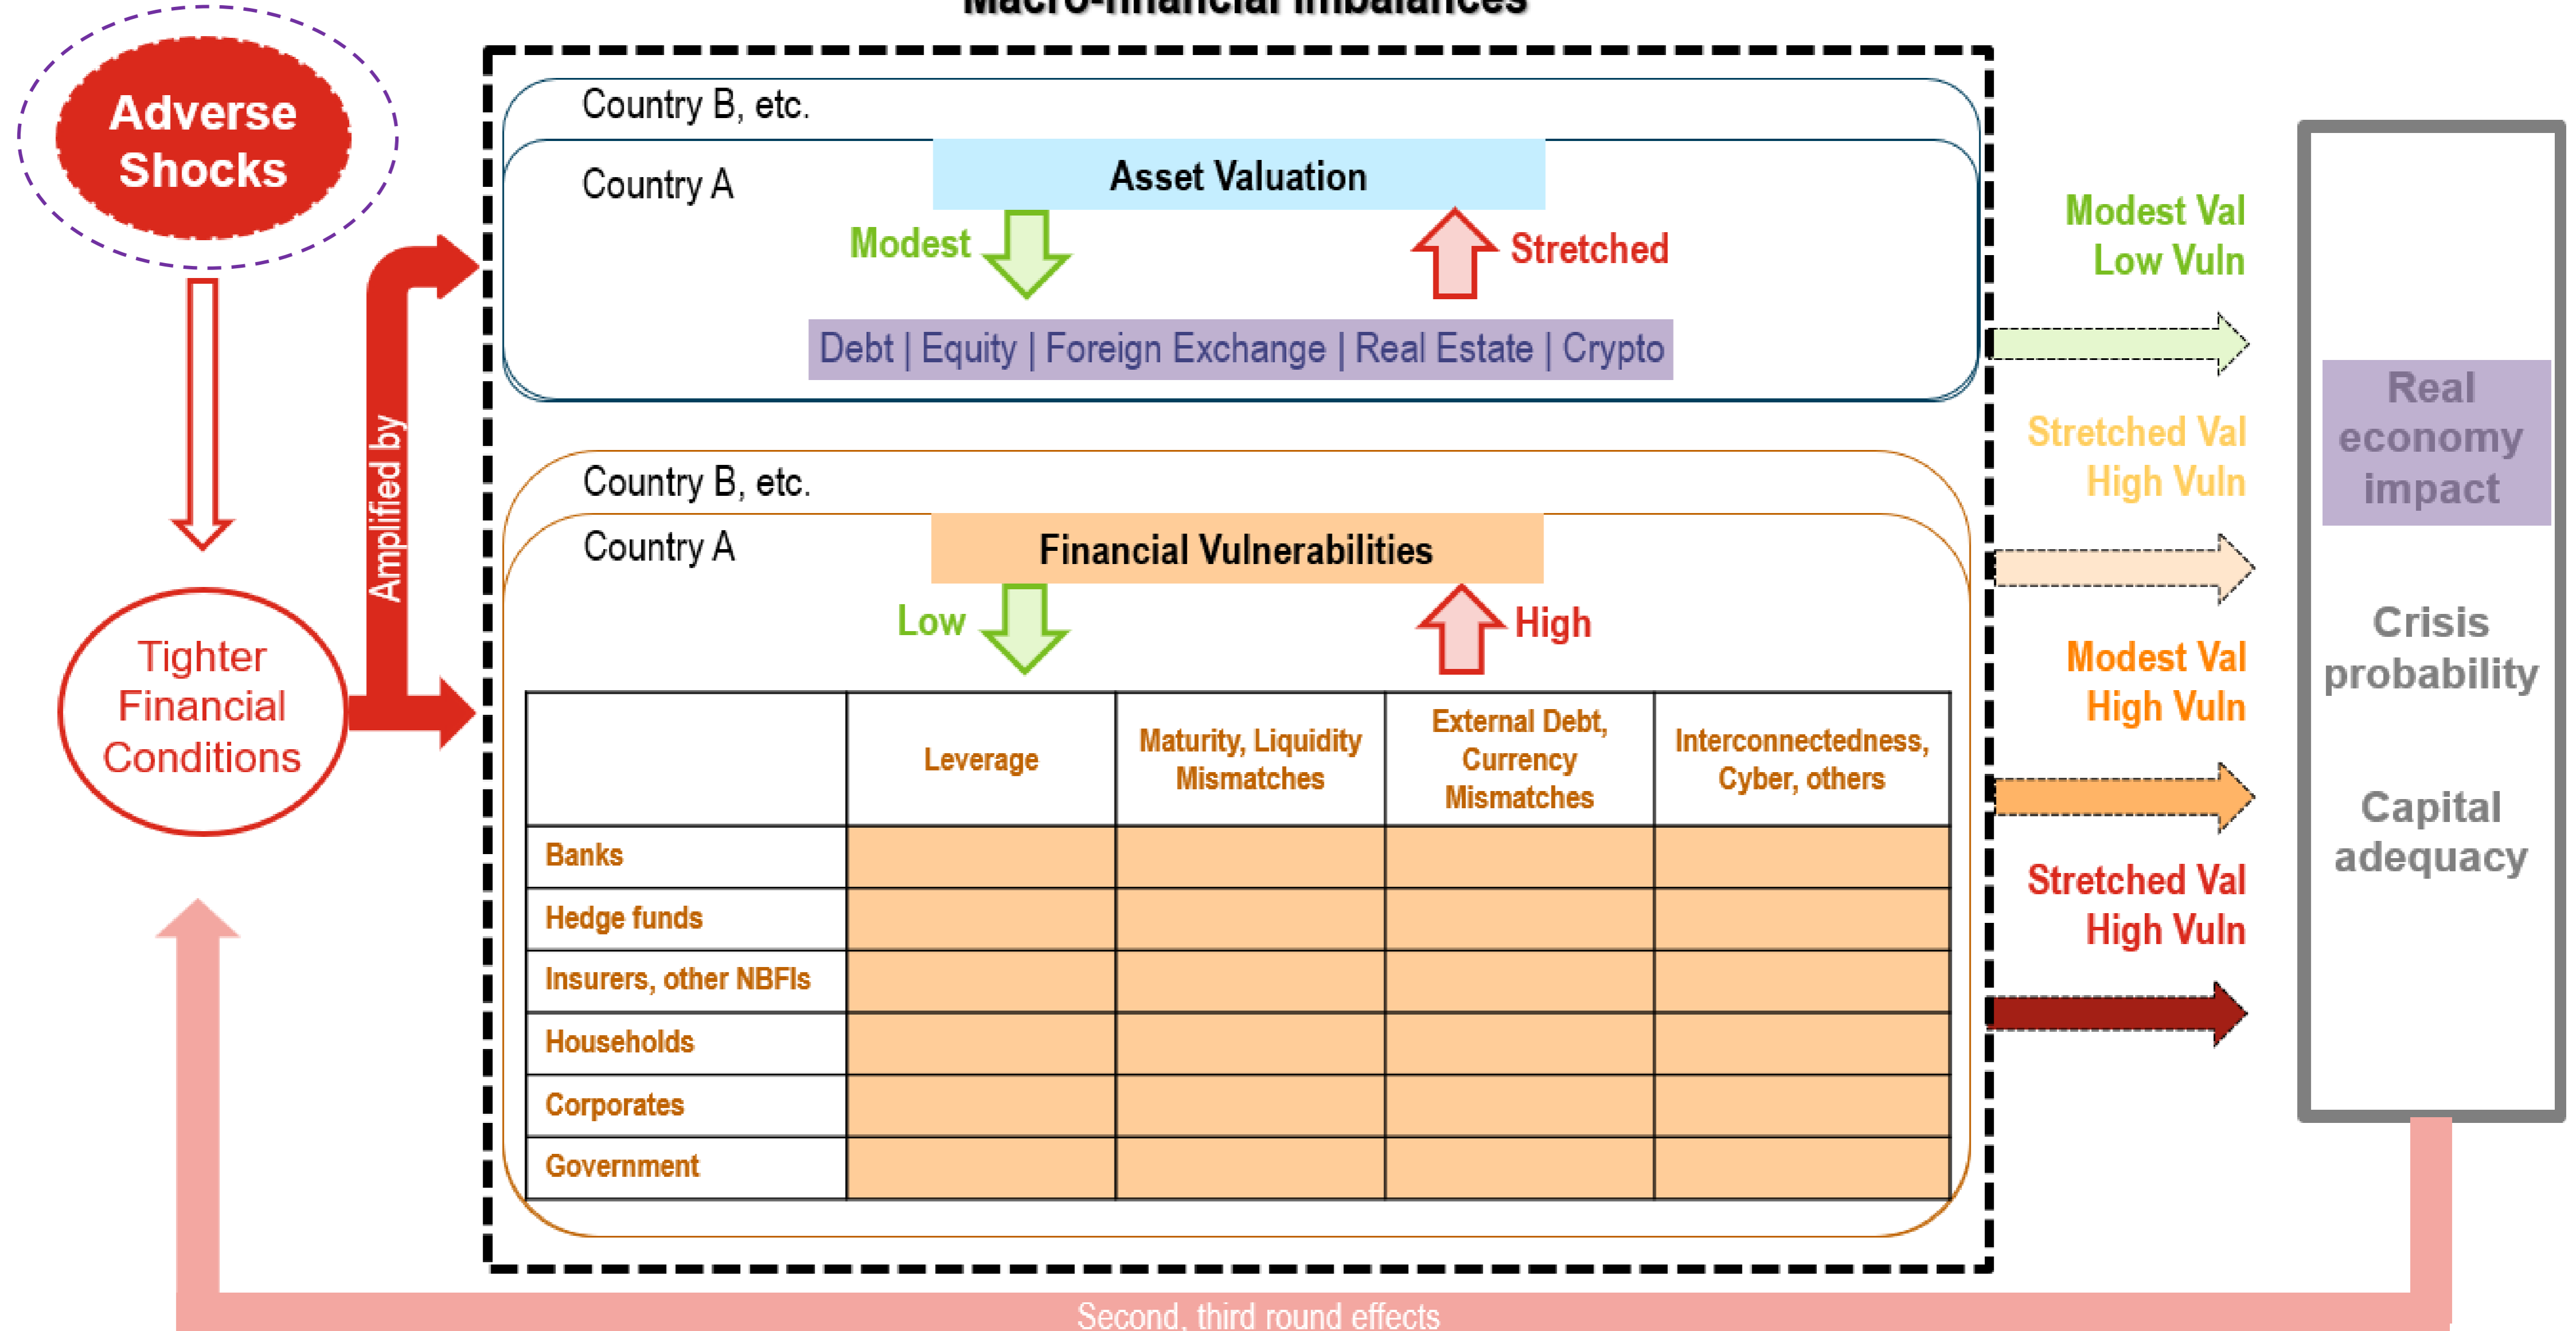 Macro-financial imbalances
Adverse
Shocks
Amplified by
Tighter
Financial
Conditions
Country B, etc.
Country A
Asset Valuation
Modest
Stretched
Debt | Equity | Foreign Exchange | Real Estate | Crypto
Country B, etc.
Country A
Financial Vulnerabilities
Low
High
Leverage
Maturity, Liquidity
Mismatches
External Debt,
Currency
Mismatches
Interconnectedness,
Cyber, others
Banks
Hedge funds
Insurers, other NBFIs
Households
Corporates
Government
Modest Val
Low Vuln
Stretched Val
High Vuln
Modest Val
High Vuln
Stretched Val
High Vuln
Real
economy
impact
Crisis
probability
Capital
adequacy
Second, third round effects